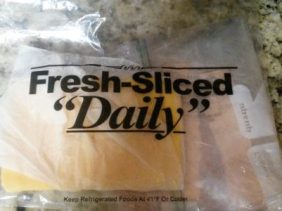 Fresh-Sliced
"Daily"
Keep Refrigerated Foods At 41°F Or Colder